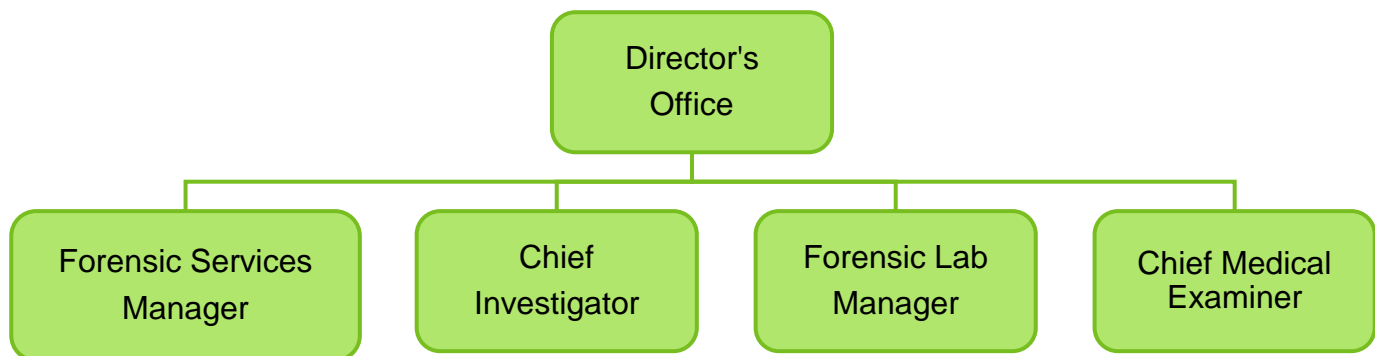 Director's
Office
Forensic Services
Manager
Chief
Investigator
Forensic Lab
Manager
Chief Medical
Examiner